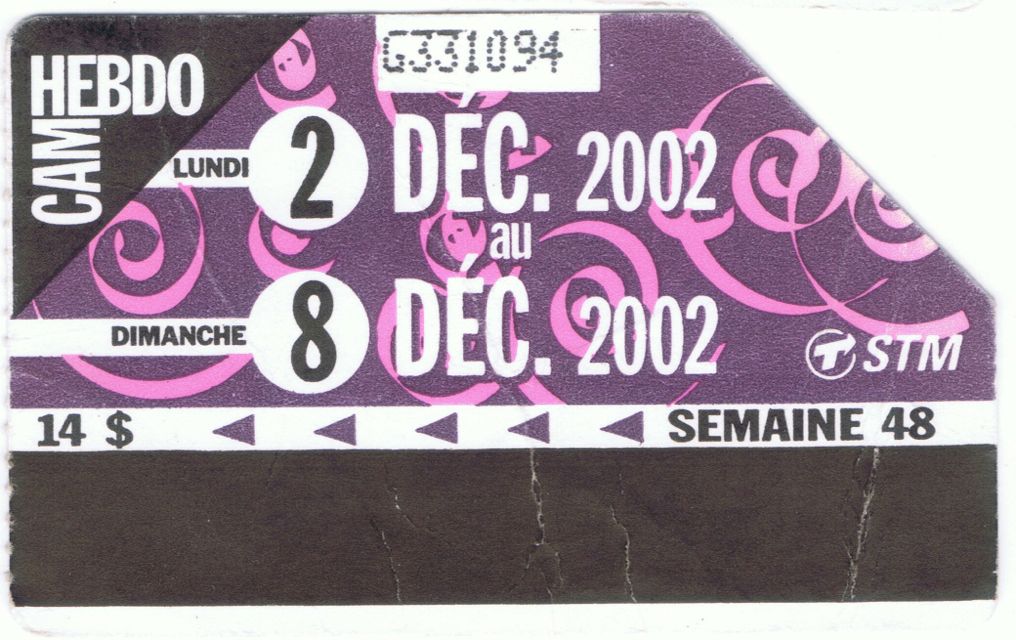 G331094
CAM HEBDO
LUNDI 2 DÉC. 2002
au
DIMANCHE 8 DÉC. 2002
STM
14 $ SEMAINE 48